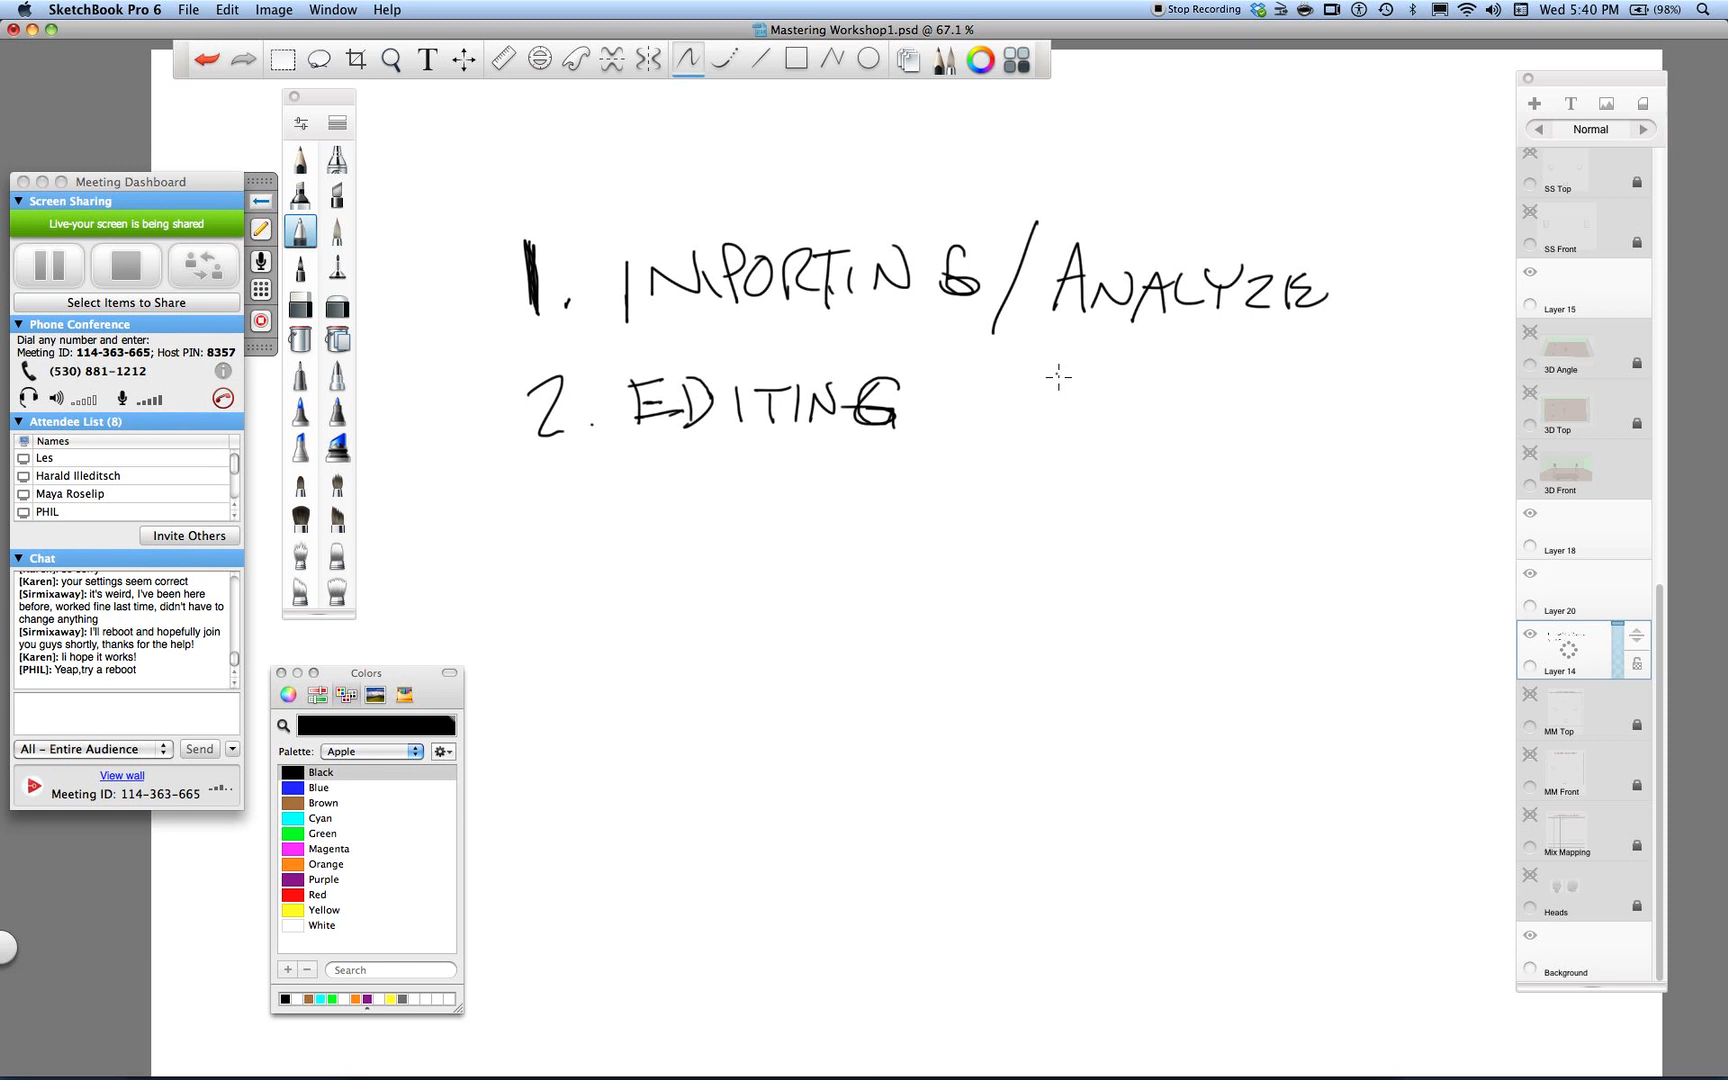 SketchBook Pro 6 File Edit Image Window Help
Stop Recording Wed 5:40 PM (98%)
Mastering Workshop1.psd @ 67.1 %
Meeting Dashboard
Screen Sharing
Live-your screen is being shared
Select Items to Share
Phone Conference
Dial any number and enter:
Meeting ID: 114-363-665; Host PIN: 8357
(530) 881-1212
Attendee List (8)
Names
Les
Harald Illeditsch
Maya Roselip
PHIL
Invite Others
Chat
[Karen]: your settings seem correct
[Sirmixaway]: it's weird, I've been here
before, worked fine last time, didn't have to
change anything
[Sirmixaway]: I'll reboot and hopefully join
you guys shortly, thanks for the help!
[Karen]: Ii hope it works!
[PHIL]: Yeap,try a reboot
All – Entire Audience Send
View wall
Meeting ID: 114-363-665
1. IMPORTING / ANALYZE
2. EDITING
Colors
Palette: Apple
Black
Blue
Brown
Cyan
Green
Magenta
Orange
Purple
Red
Yellow
White
Search
Normal
SS Top
SS Front
Layer 15
3D Angle
3D Top
3D Front
Layer 18
Layer 20
Layer 14
MM Top
MM Front
Mix Mapping
Heads
Background